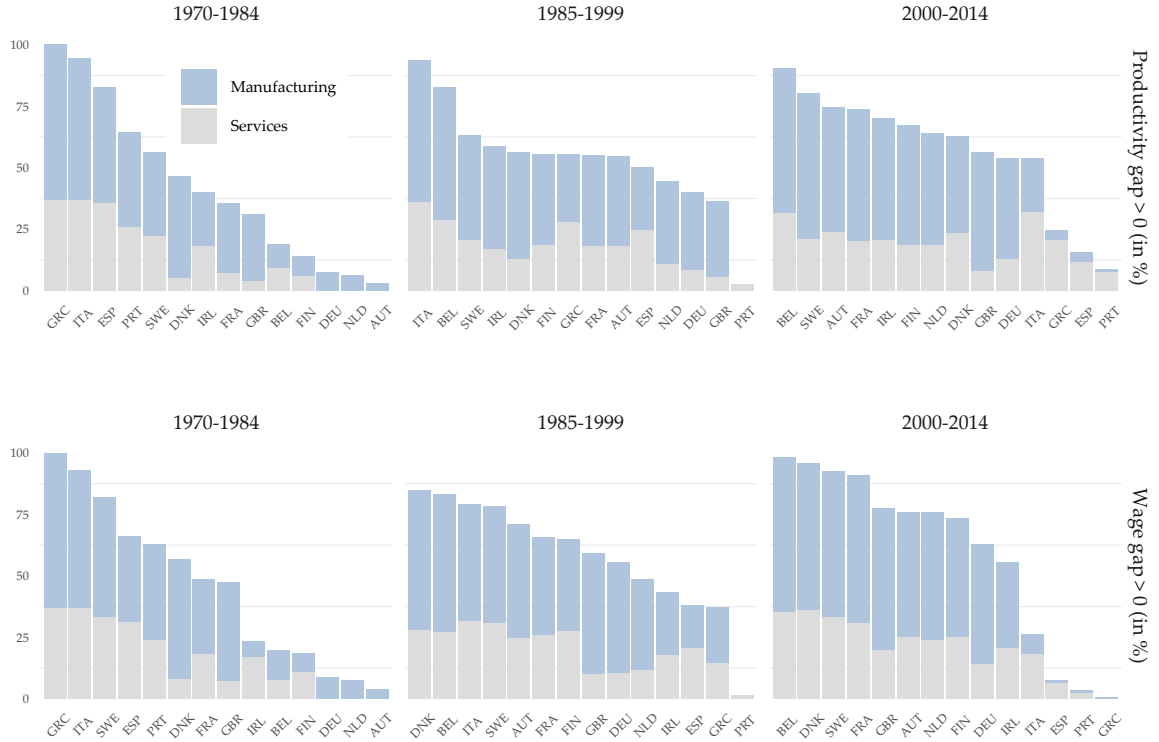 1970-1984
1985-1999
2000-2014
100
75
50
25
0
Manufacturing
Services
GRC ITA ESP PRT SWE DNK IRL FRA GBR BEL FIN DEU NLD AUT
ITA BEL SWE IRL DNK FIN GRC FRA AUT ESP NLD DEU GBR PRT
BEL SWE AUT FRA IRL FIN NLD DNK GBR DEU ITA GRC ESP PRT
Productivity gap > 0 (in %)
1970-1984
1985-1999
2000-2014
100
75
50
25
0
GRC ITA SWE ESP PRT DNK FRA GBR IRL BEL FIN DEU NLD AUT
DNK BEL ITA SWE AUT FRA FIN GBR DEU NLD IRL ESP GRC PRT
BEL DNK SWE FRA GBR AUT NLD FIN DEU IRL ITA ESP PRT GRC
Wage gap > 0 (in %)